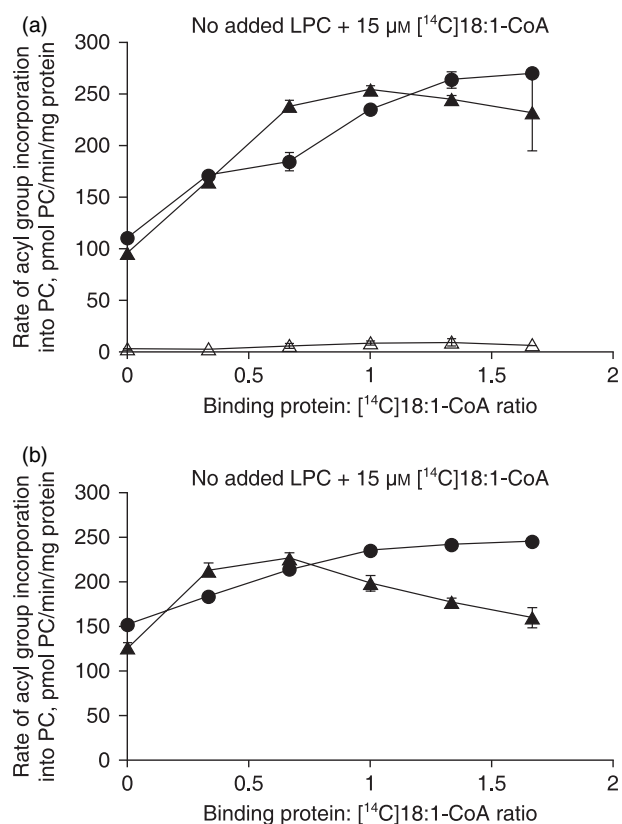 (a)
No added LPC + 15 µM [¹⁴C]18:1-CoA
Rate of acyl group incorporation
into PC, pmol PC/min/mg protein
300
250
200
150
100
50
0
0
0.5
1
1.5
2
Binding protein: [¹⁴C]18:1-CoA ratio
(b)
No added LPC + 15 µM [¹⁴C]18:1-CoA
Rate of acyl group incorporation
into PC, pmol PC/min/mg protein
300
250
200
150
100
50
0
0
0.5
1
1.5
2
Binding protein: [¹⁴C]18:1-CoA ratio